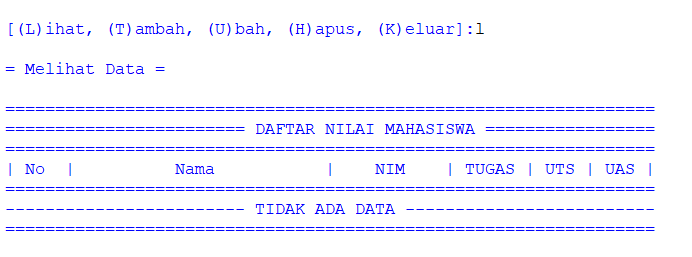 [(L)ihat, (T)ambah, (U)bah, (H)apus, (K)eluar]:l
= Melihat Data =
=================================================================
======================== DAFTAR NILAI MAHASISWA =================
=================================================================
| No  |          Nama           |    NIM    | TUGAS | UTS | UAS |
=================================================================
------------------------ TIDAK ADA DATA -------------------------
=================================================================